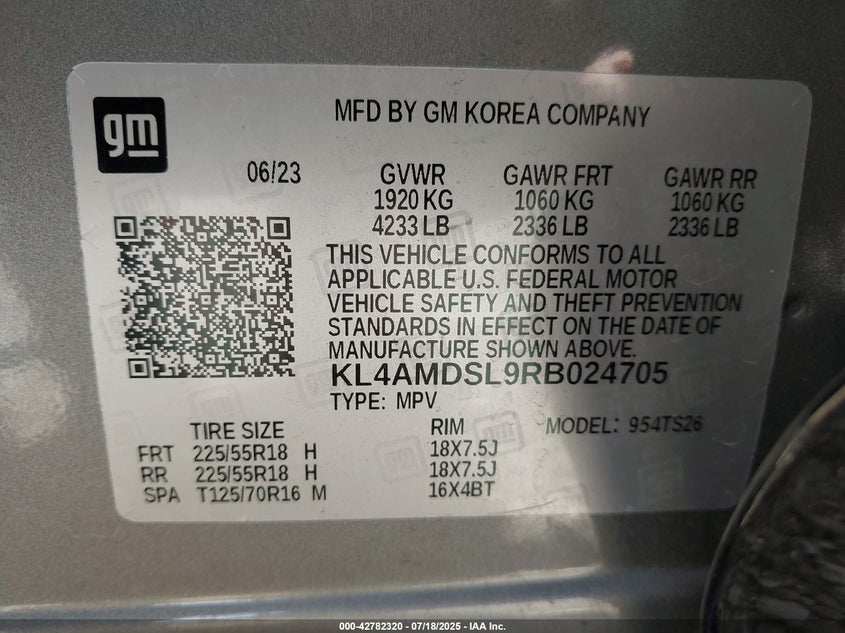 gm
MFD BY GM KOREA COMPANY
06/23 GVWR GAWR FRT GAWR RR
1920 KG 1060 KG 1060 KG
4233 LB 2336 LB 2336 LB
THIS VEHICLE CONFORMS TO ALL
APPLICABLE U.S. FEDERAL MOTOR
VEHICLE SAFETY AND THEFT PREVENTION
STANDARDS IN EFFECT ON THE DATE OF
MANUFACTURE SHOWN ABOVE.
KL4AMDSL9RB024705
TYPE: MPV
TIRE SIZE RIM MODEL: 954TS26
FRT 225/55R18 H 18X7.5J
RR 225/55R18 H 18X7.5J
SPA T125/70R16 M 16X4BT
000-42782320 - 07/18/2025 - IAA Inc.